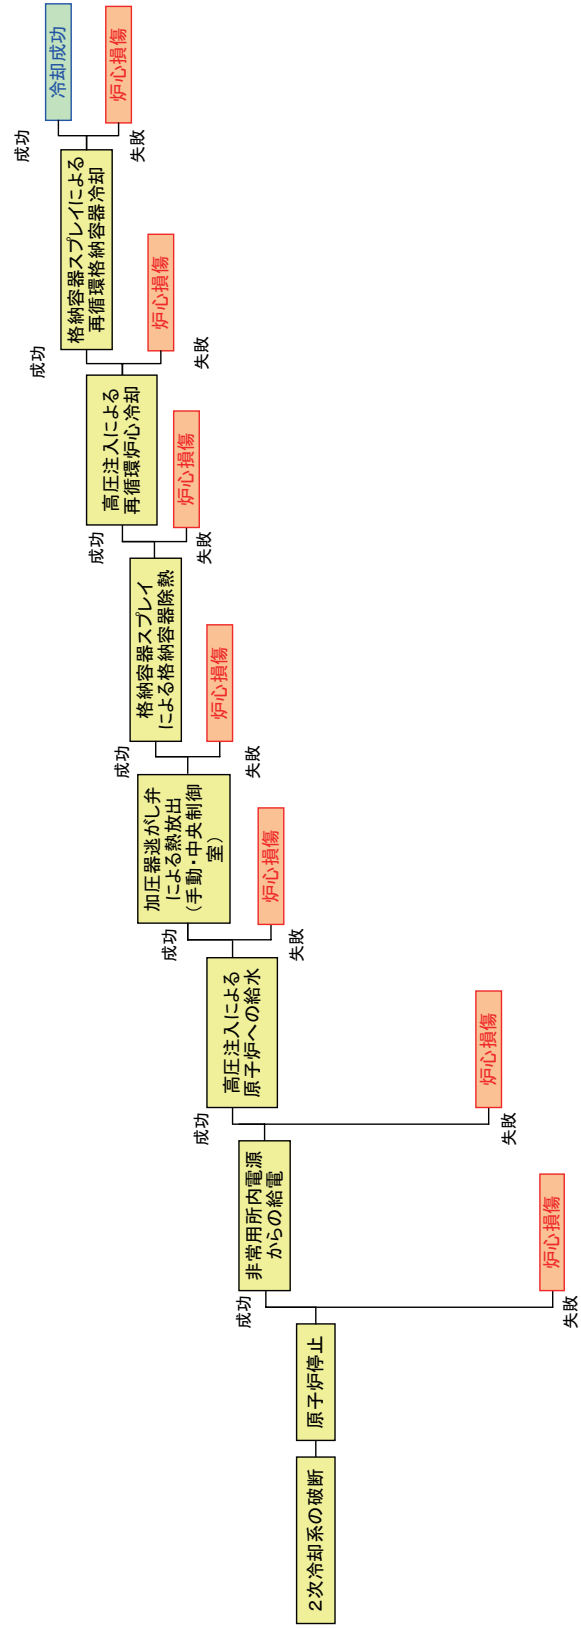 2次冷却系の破断
原子炉停止
成功
失敗
非常用所内電源
からの給電
炉心損傷
成功
失敗
高圧注入による
原子炉への給水
炉心損傷
成功
失敗
加圧器逃がし弁
による熱放出
(手動・中央制御
室)
炉心損傷
成功
失敗
格納容器スプレイ
による格納容器除熱
炉心損傷
成功
失敗
高圧注入による
再循環炉心冷却
炉心損傷
成功
失敗
格納容器スプレイによる
再循環格納容器冷却
炉心損傷
成功
失敗
冷却成功
炉心損傷